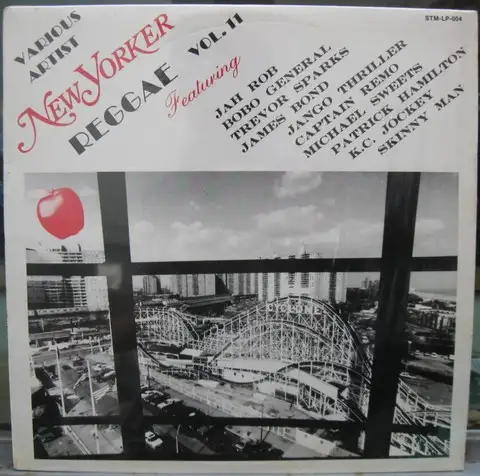 STM-LP-004
VARIOUS
ARTIST
New Yorker
REGGAE VOL. 11
Featuring
JAH ROB
BOBO GENERAL
TREVOR SPARKS
JAMES BOND
JANGO THRILLER
CAPTAIN REMO
MICHAEL SWEETS
PATRICK HAMILTON
K.C. JOCKEY
SKINNY MAN